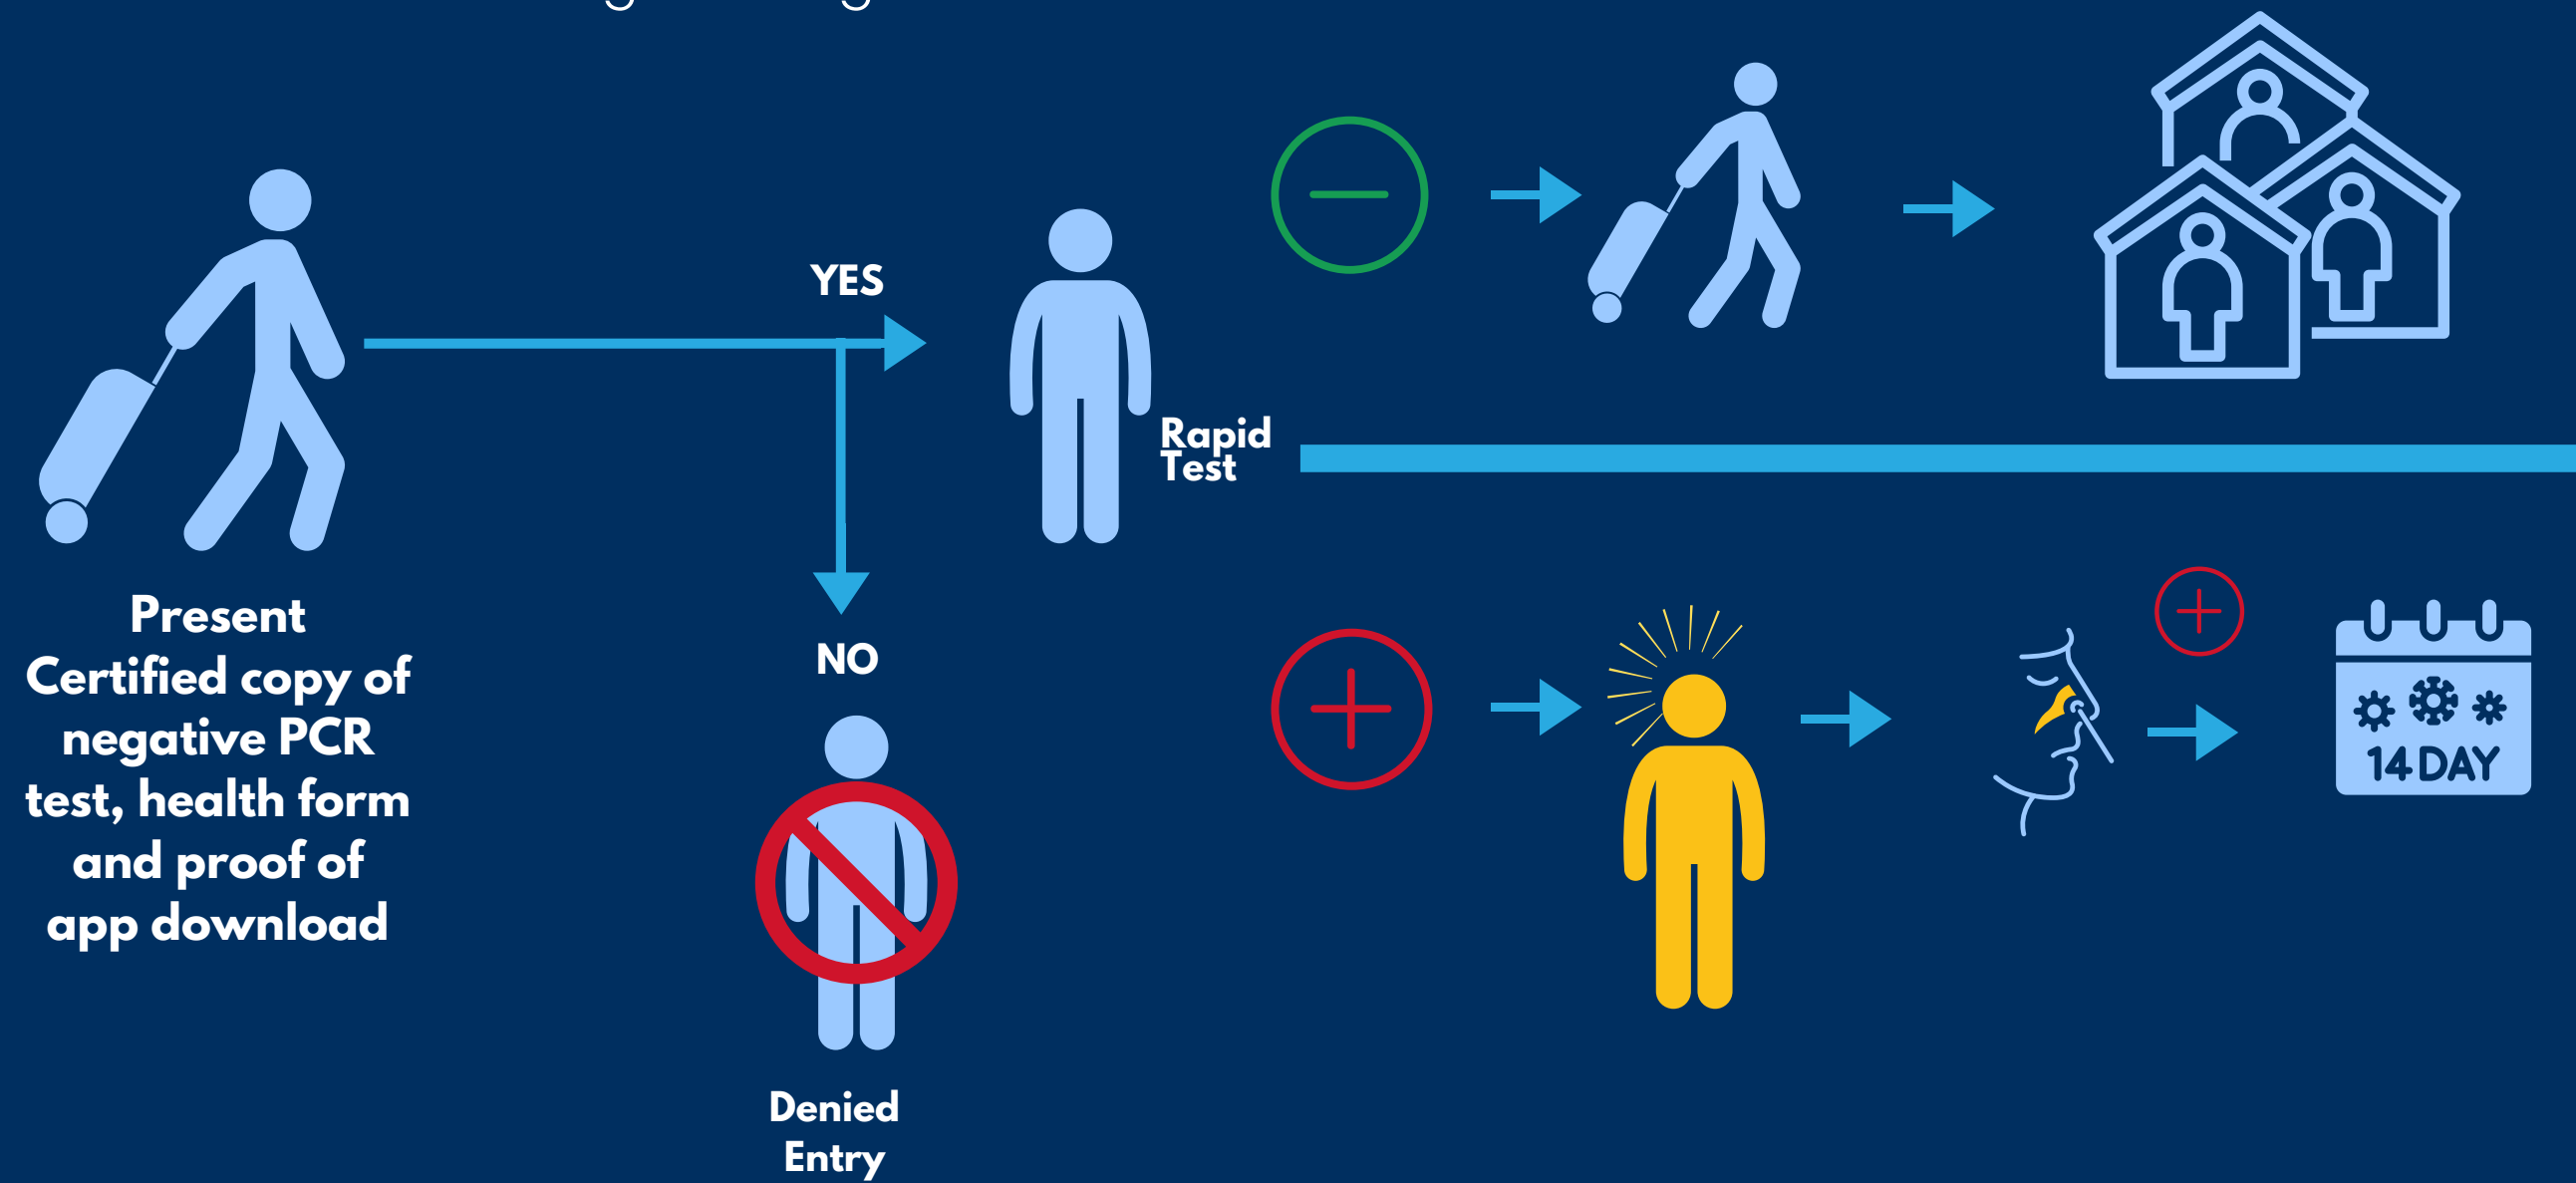 YES
Rapid
Test
Present
Certified copy of
negative PCR
test, health form
and proof of
app download
NO
14 DAY
Denied
Entry